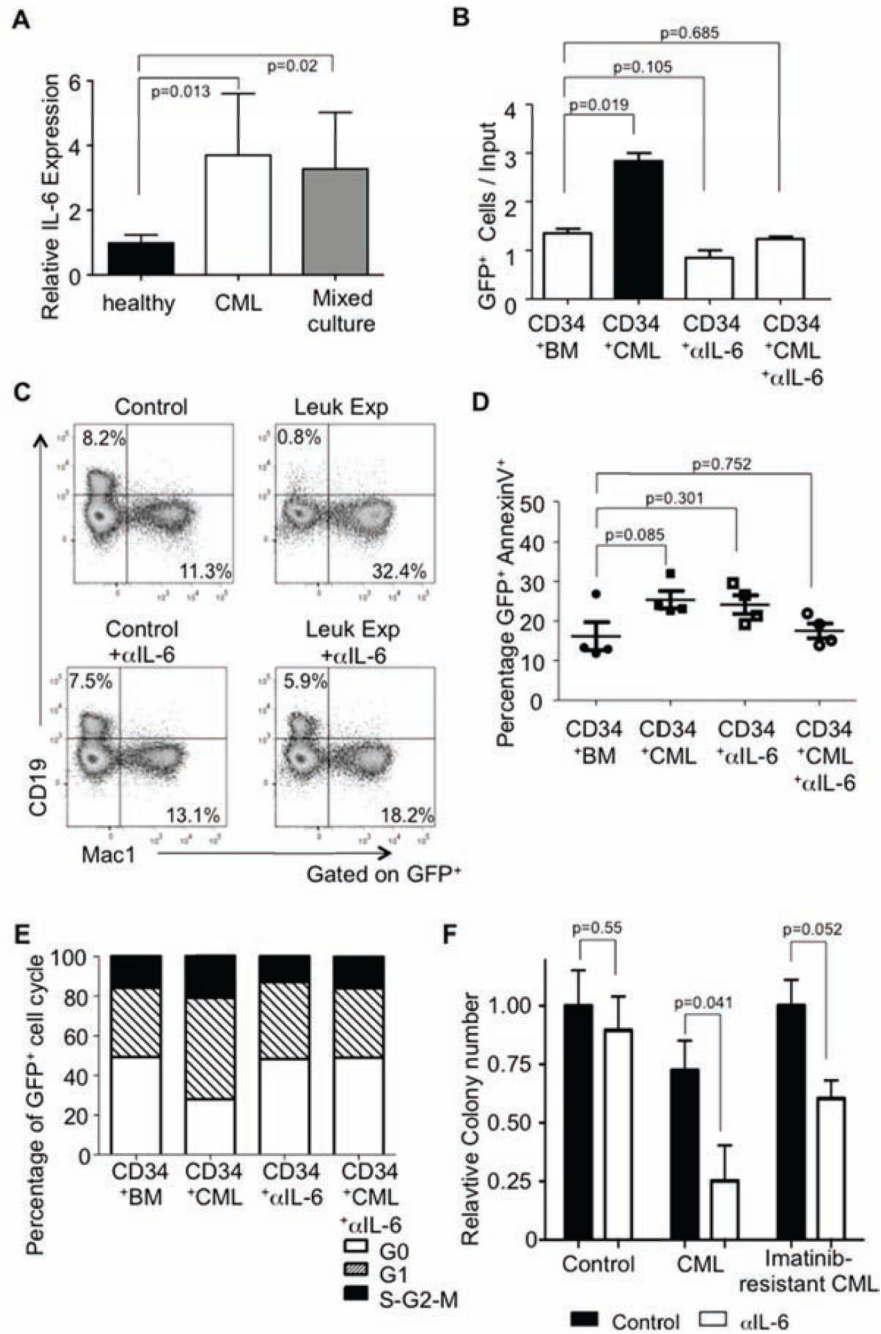 A
p=0.02
p=0.013
Relative IL-6 Expression
6
4
2
0
healthy
CML
Mixed
culture
B
p=0.685
p=0.105
p=0.019
GFP⁺ Cells / Input
4
3
2
1
0
CD34
⁺BM
CD34
⁺CML
CD34
⁺αIL-6
CD34
⁺CML
⁺αIL-6
C
Control
Leuk Exp
8.2%
11.3%
0.8%
32.4%
Control
+αIL-6
Leuk Exp
+αIL-6
7.5%
13.1%
5.9%
18.2%
CD19
Mac1
Gated on GFP⁺
D
p=0.752
p=0.301
p=0.085
Percentage GFP⁺ AnnexinV⁺
50
40
30
20
10
0
CD34
⁺BM
CD34
⁺CML
CD34
⁺αIL-6
CD34
⁺CML
⁺αIL-6
E
Percentage of GFP⁺ cell cycle
100
80
60
40
20
0
CD34
⁺BM
CD34
⁺CML
CD34
⁺αIL-6
CD34
⁺CML
⁺αIL-6
G0
G1
S-G2-M
F
p=0.55
p=0.041
p=0.052
Relavtive Colony number
1.00
0.75
0.50
0.25
0
Control
CML
Imatinib-
resistant CML
Control
αIL-6